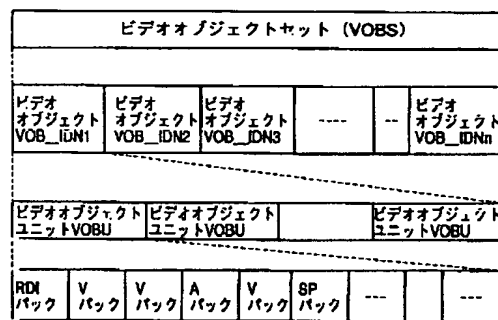 ビデオオブジェクトセット (VOBS)
ビデオ
オブジェクト
VOB_IDN1
ビデオ
オブジェクト
VOB_IDN2
ビデオ
オブジェクト
VOB_IDN3
-----
--
ビデオ
オブジェクト
VOB_IDNn
ビデオオブジェクト
ユニットVOBU
ビデオオブジェクト
ユニットVOBU
ビデオオブジェクト
ユニットVOBU
RDI
パック
V
パック
V
パック
A
パック
V
パック
SP
パック
---
---